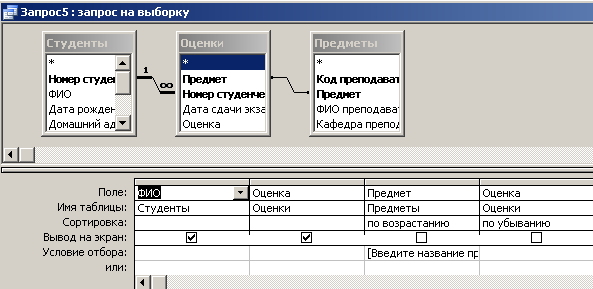 Запрос5 : запрос на выборку
Студенты
*
Номер студен
ФИО
Дата рожден
Домашний ад
1
∞
Оценки
*
Предмет
Номер студенче
Дата сдачи экза
Оценка
Предметы
*
Код преподават
Предмет
ФИО преподава
Кафедра препод
Поле: ФИО Оценка Предмет Оценка
Имя таблицы: Студенты Оценки Предметы Оценки
Сортировка: по возрастанию по убыванию
Вывод на экран:
Условие отбора: [Введите название пр
или: